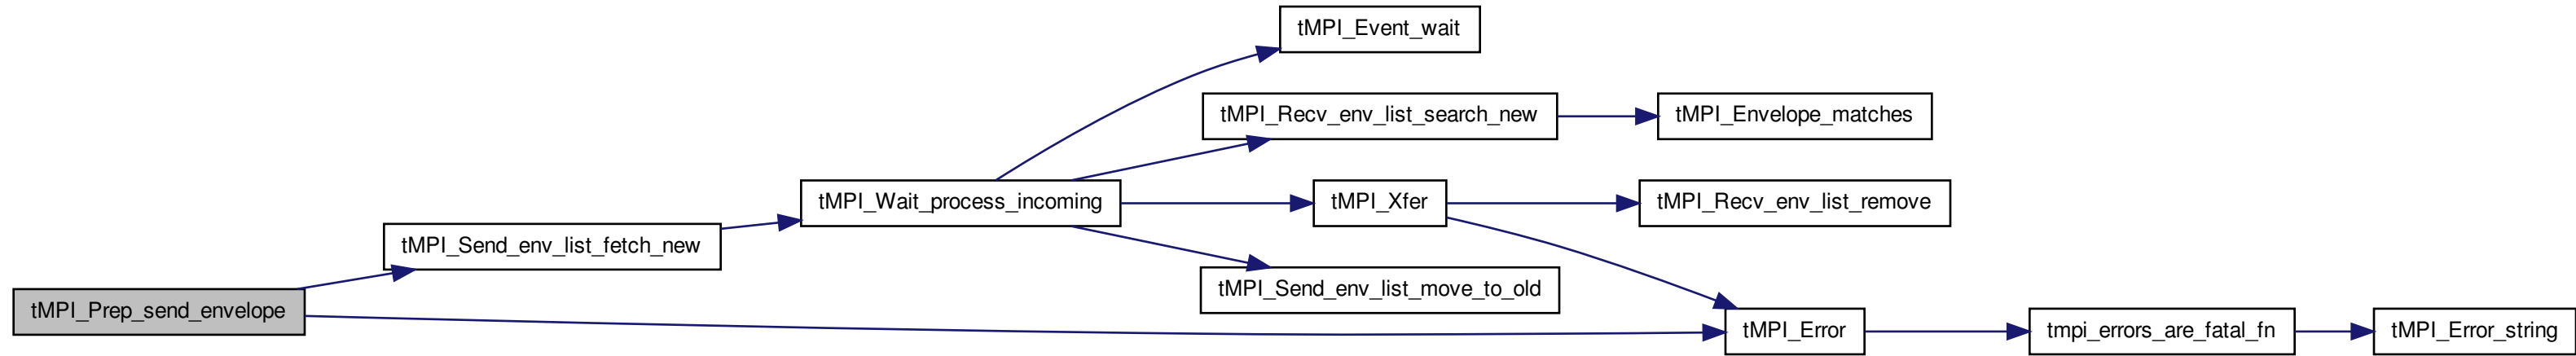 tMPI_Event_wait
tMPI_Recv_env_list_search_new
tMPI_Envelope_matches
tMPI_Wait_process_incoming
tMPI_Xfer
tMPI_Recv_env_list_remove
tMPI_Send_env_list_fetch_new
tMPI_Send_env_list_move_to_old
tMPI_Prep_send_envelope
tMPI_Error
tmpi_errors_are_fatal_fn
tMPI_Error_string